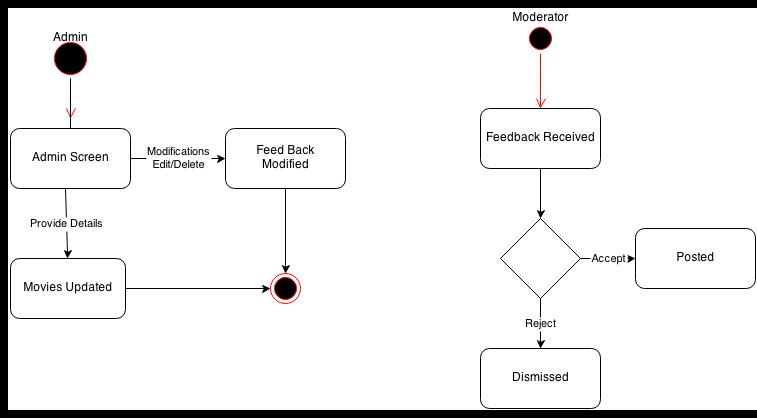 Admin
Admin Screen
Modifications
Edit/Delete
Feed Back
Modified
Provide Details
Movies Updated
Moderator
Feedback Received
Accept
Posted
Reject
Dismissed